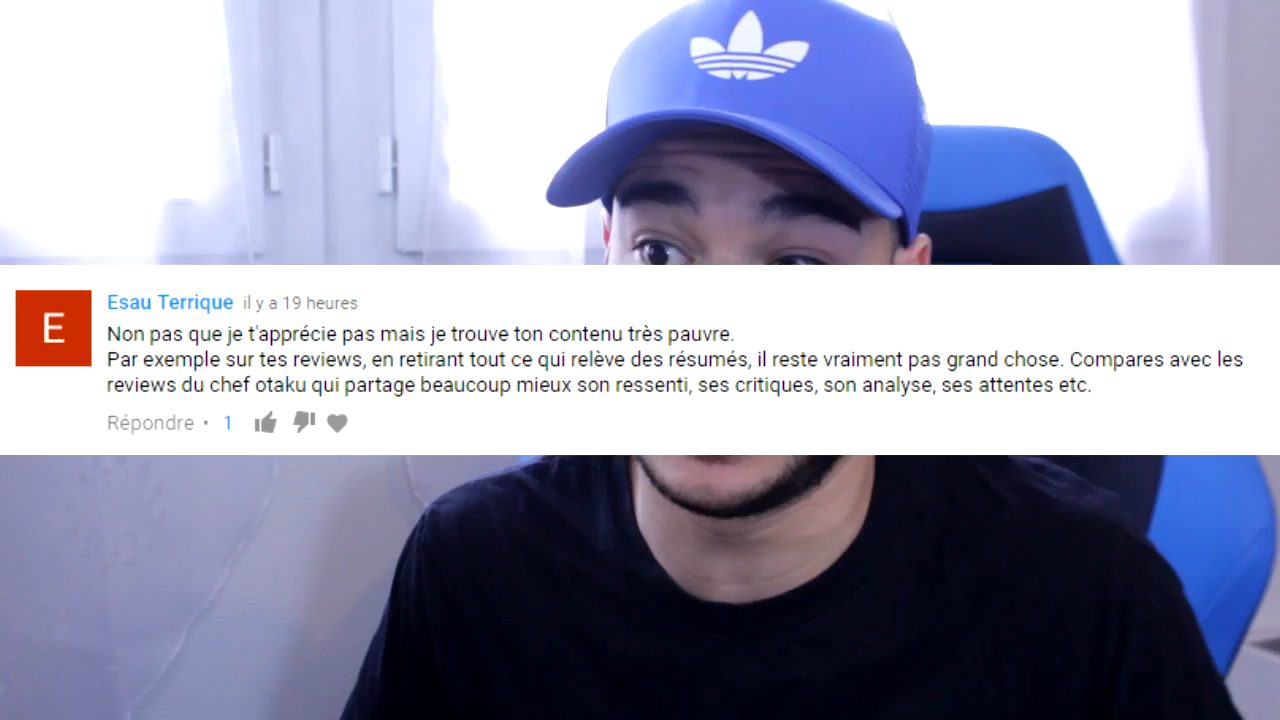 E
Esau Terrique il y a 19 heures
Non pas que je t'apprécie pas mais je trouve ton contenu très pauvre.
Par exemple sur tes reviews, en retirant tout ce qui relève des résumés, il reste vraiment pas grand chose. Compares avec les
reviews du chef otaku qui partage beaucoup mieux son ressenti, ses critiques, son analyse, ses attentes etc.
Répondre • 1